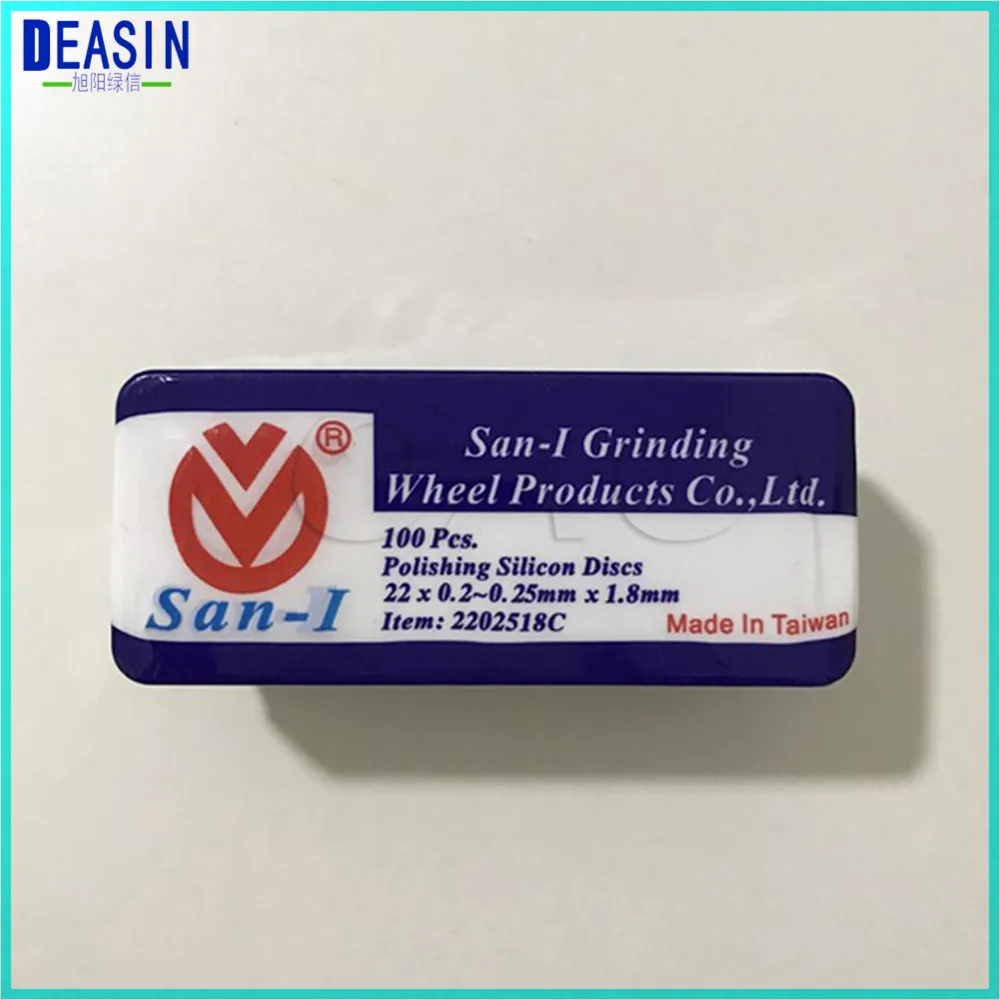 DEASIN
旭阳绿信
®
San-I
San-I Grinding
Wheel Products Co.,Ltd.
100 Pcs.
Polishing Silicon Discs
22 x 0.2~0.25mm x 1.8mm
Item: 2202518C
Made In Taiwan